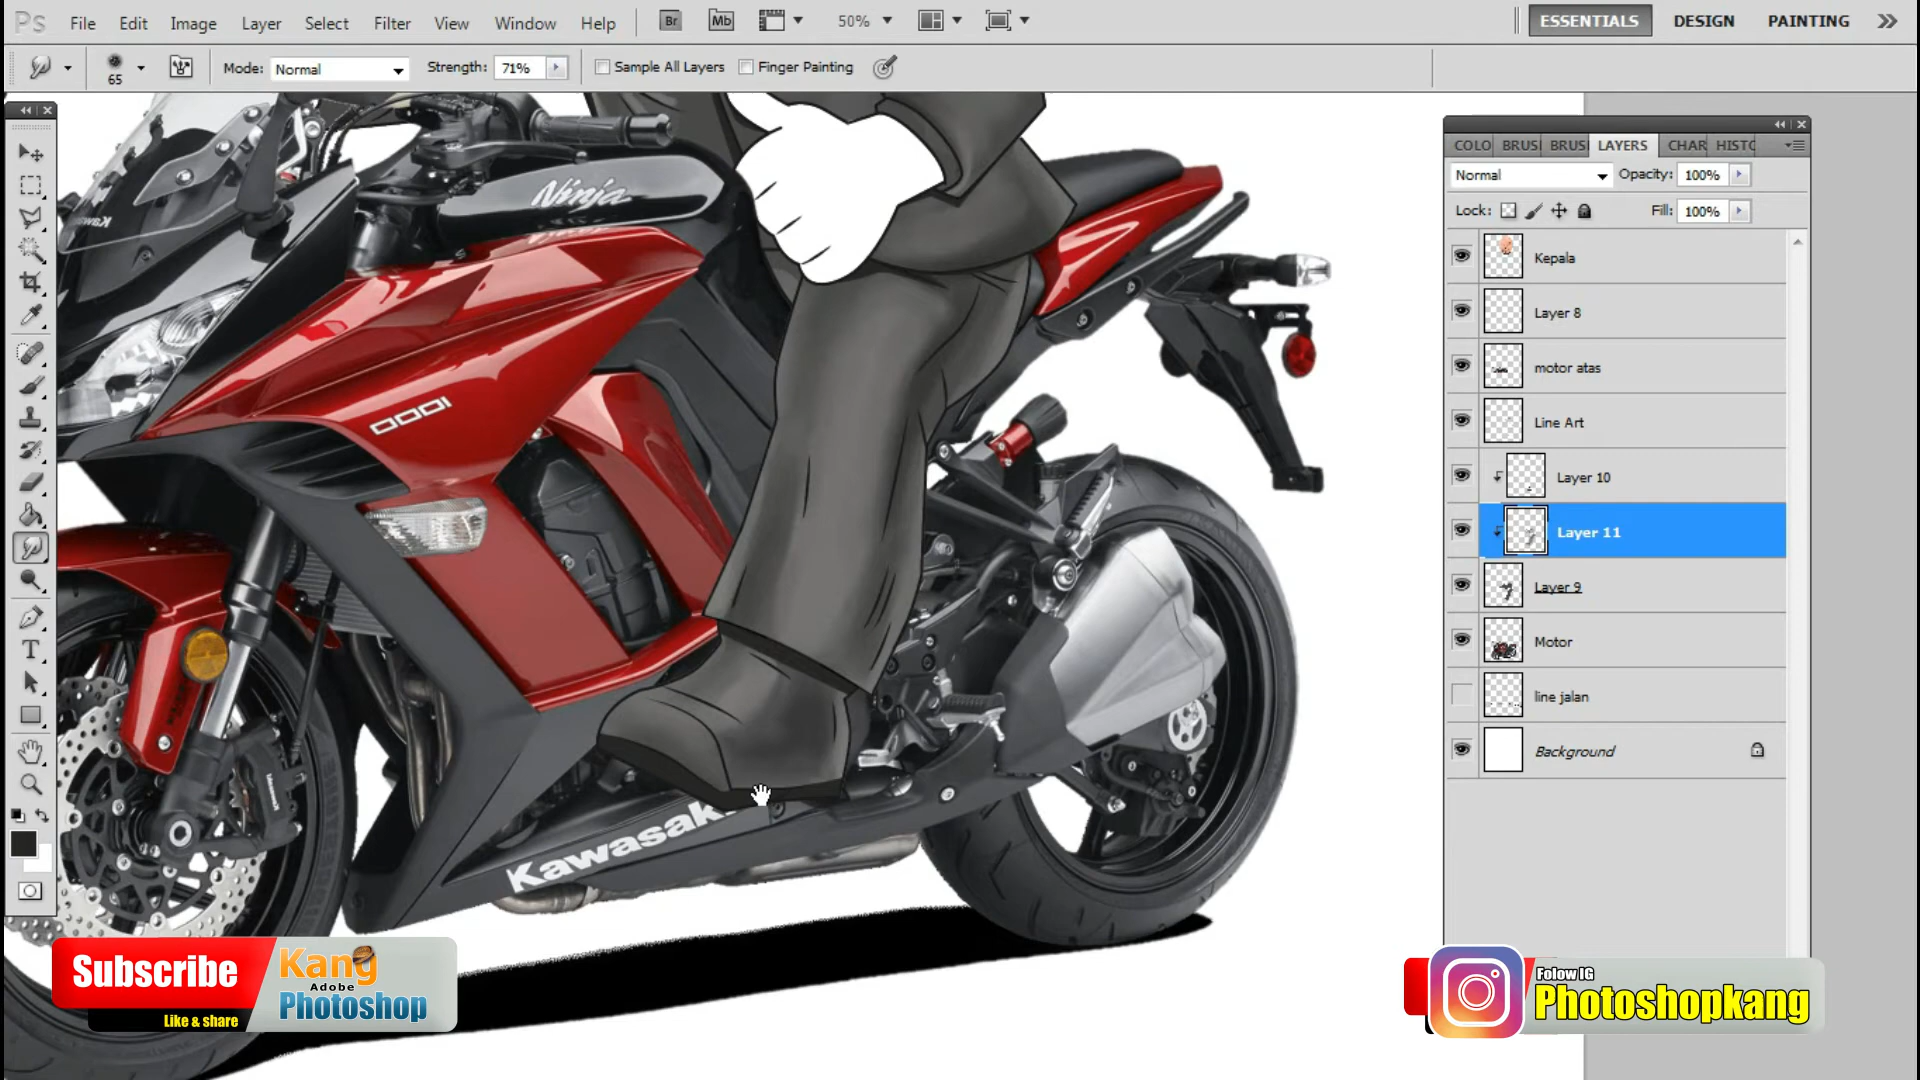 Ps File Edit Image Layer Select Filter View Window Help Br Mb 50% ESSENTIALS DESIGN PAINTING
65 Mode: Normal Strength: 71% Sample All Layers Finger Painting
COLO BRUS BRUS LAYERS CHAR HISTO
Normal Opacity: 100%
Lock: Fill: 100%
Kepala
Layer 8
motor atas
Line Art
Layer 10
Layer 11
Layer 9
Motor
line jalan
Background
Ninja
1000
Kawasaki
T
Subscribe
Like & share
Kang
Adobe
Photoshop
Folow IG
Photoshopkang